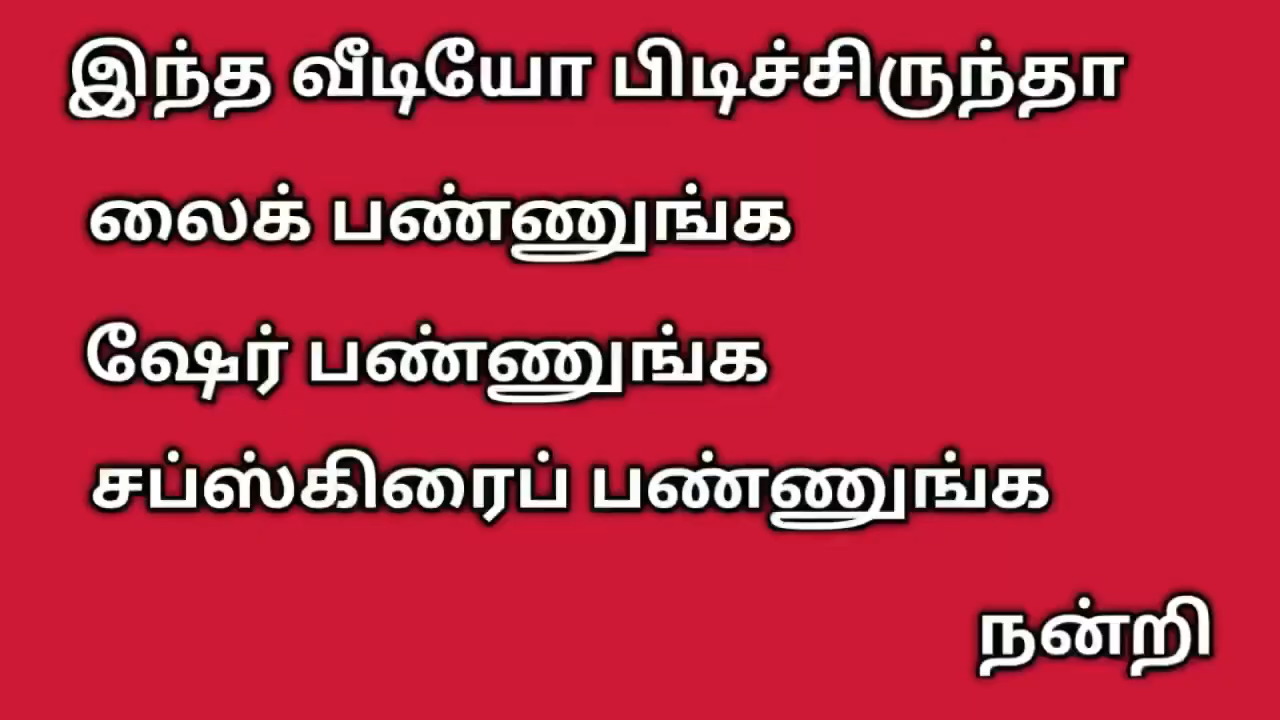 இந்த வீடியோ பிடிச்சிருந்தா
லைக் பண்ணுங்க
ஷேர் பண்ணுங்க
சப்ஸ்கிரைப் பண்ணுங்க
நன்றி